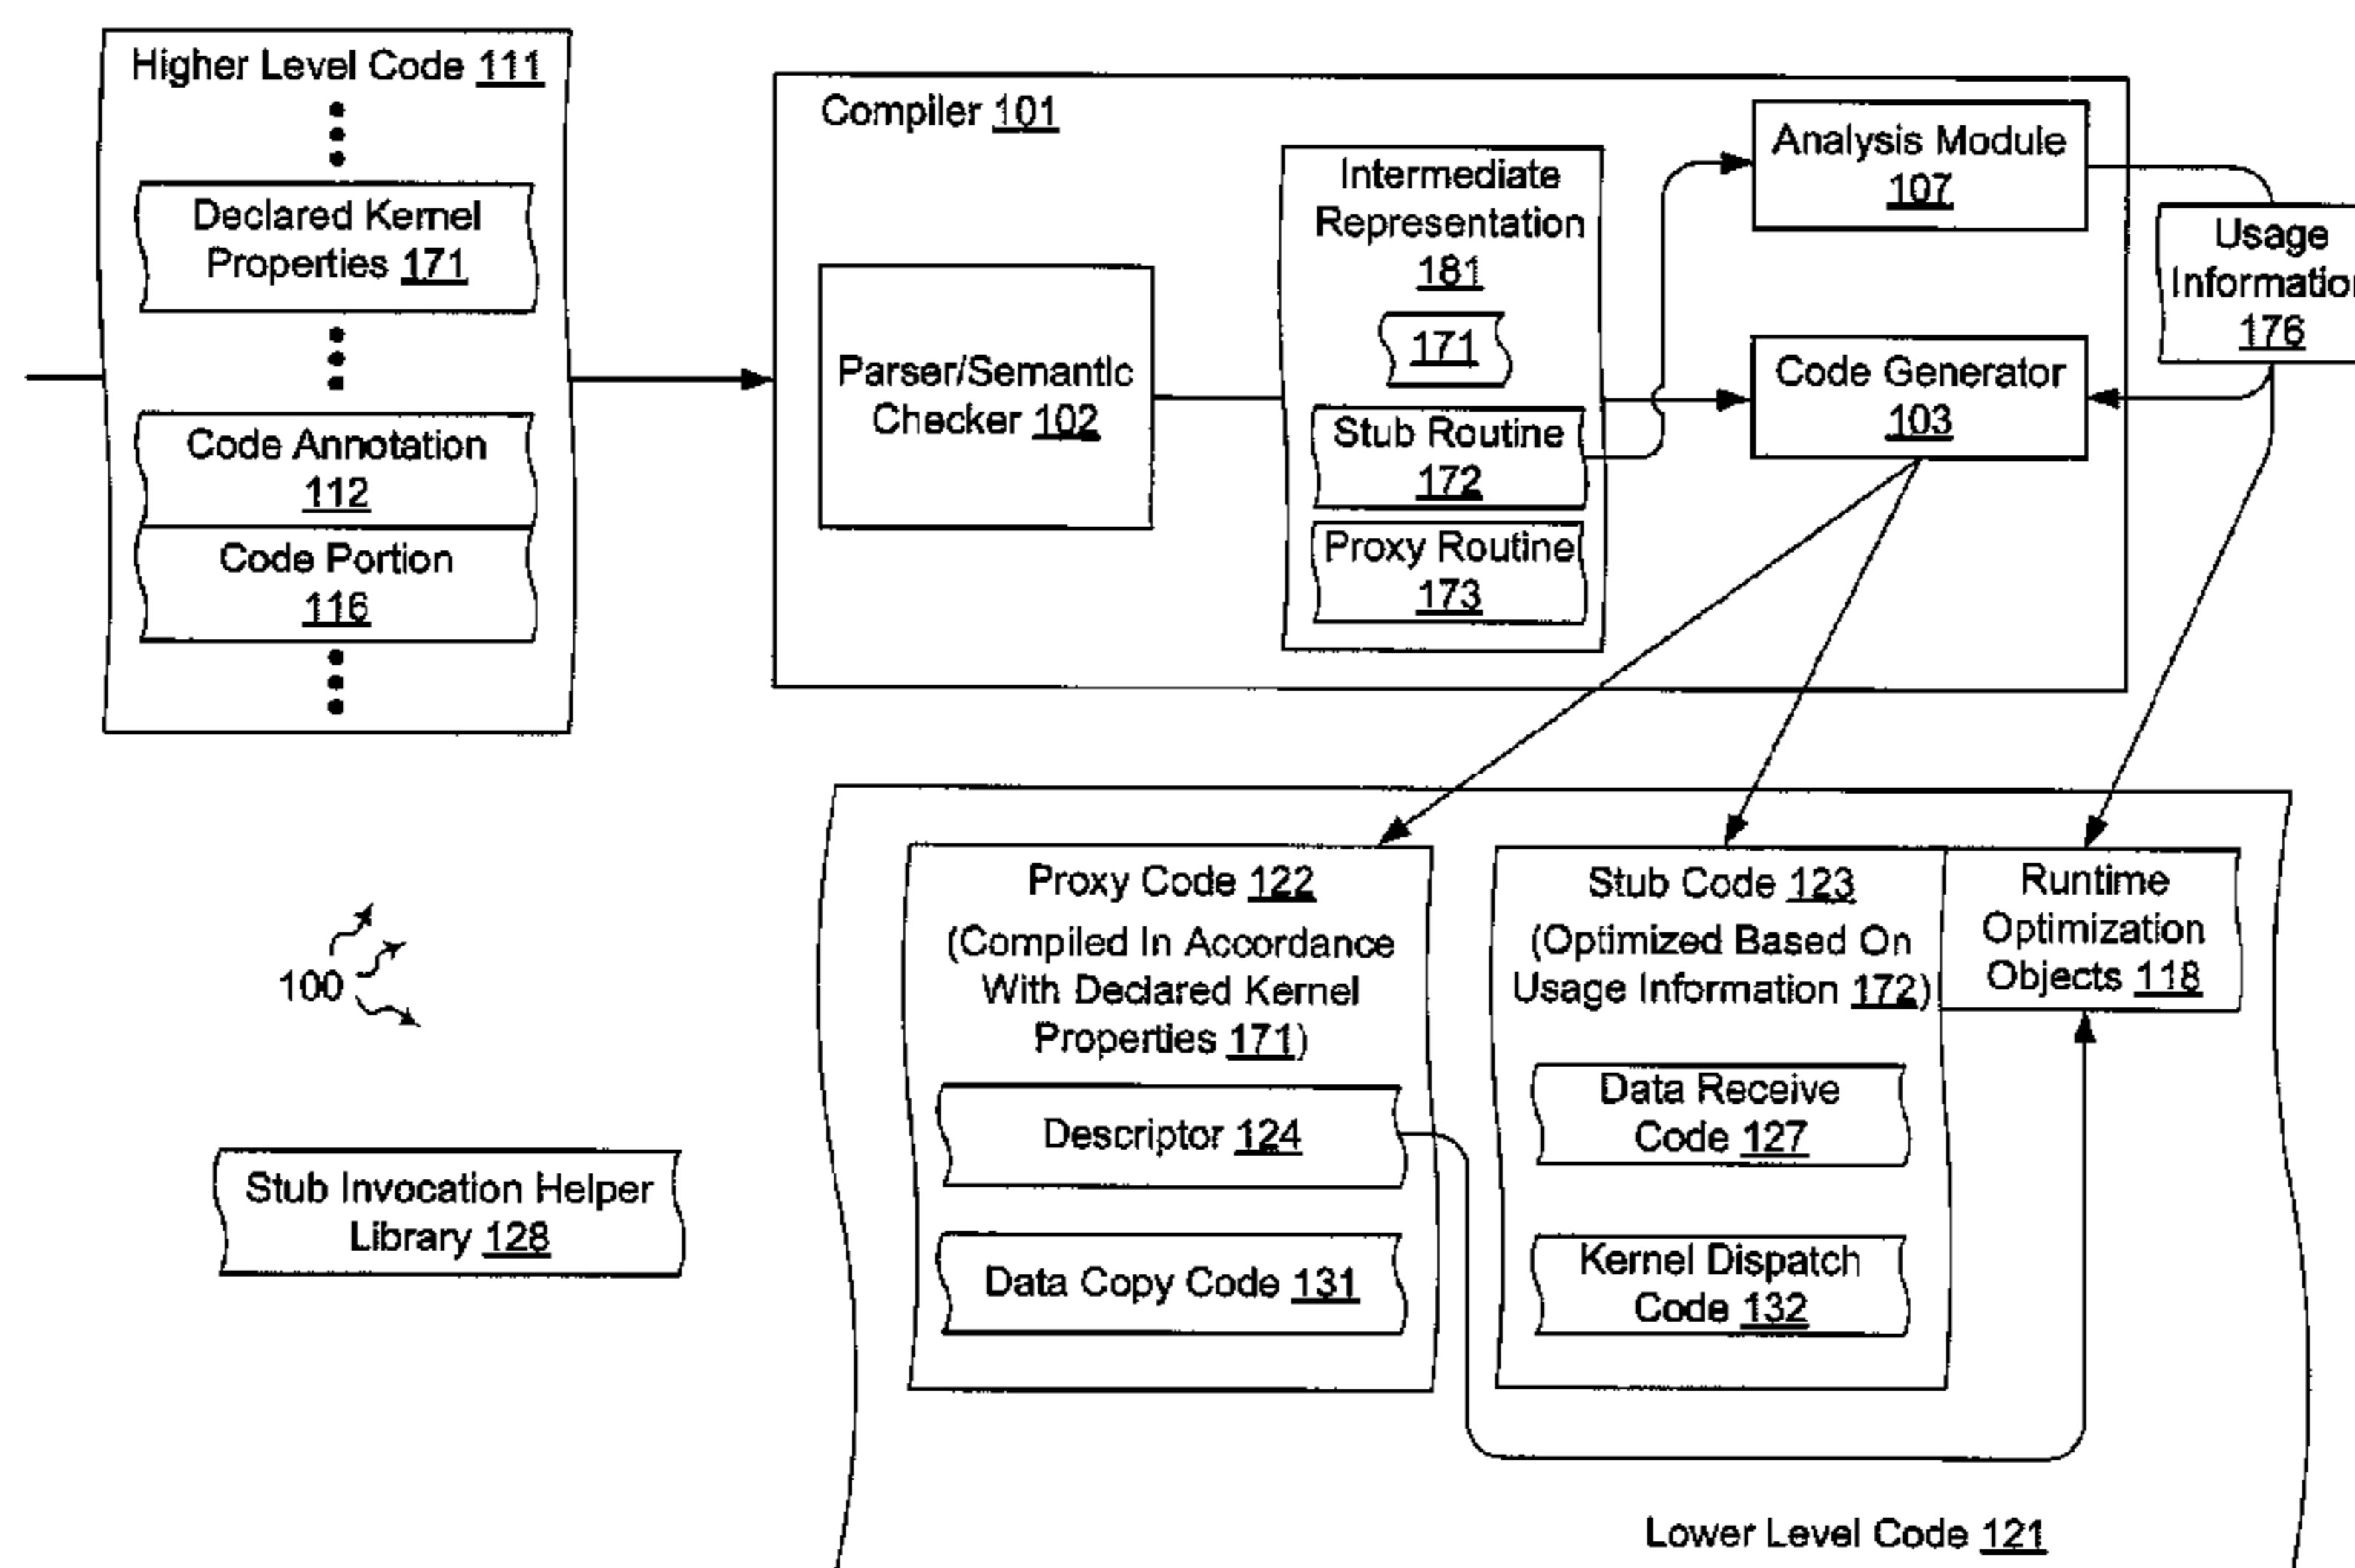 Higher Level Code 111
Declared Kernel
Properties 171
Code Annotation
112
Code Portion
116
Compiler 101
Parser/Semantic
Checker 102
Intermediate
Representation
181
171
Stub Routine
172
Proxy Routine
173
Analysis Module
107
Code Generator
103
Usage
Information
176
100
Stub Invocation Helper
Library 128
Proxy Code 122
(Compiled In Accordance
With Declared Kernel
Properties 171)
Descriptor 124
Data Copy Code 131
Stub Code 123
(Optimized Based On
Usage Information 172)
Data Receive
Code 127
Kernel Dispatch
Code 132
Runtime
Optimization
Objects 118
Lower Level Code 121